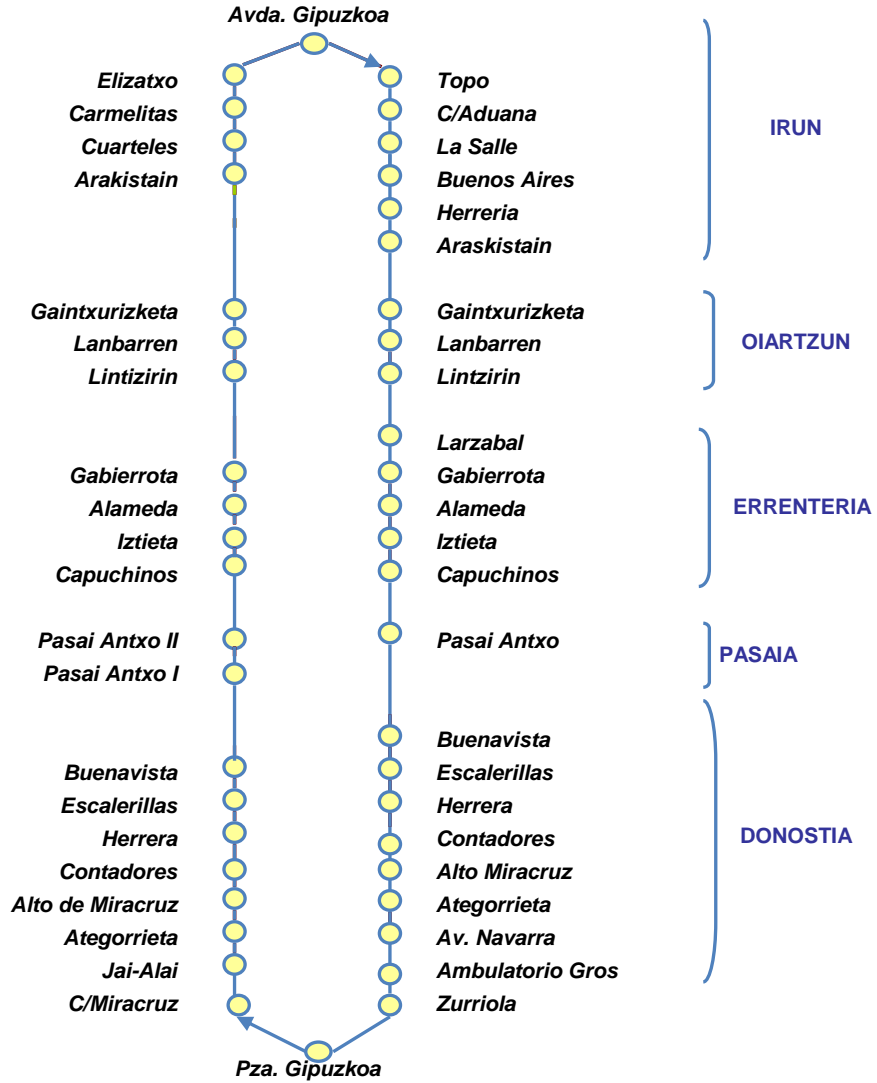 Avda. Gipuzkoa
Elizatxo
Topo
Carmelitas
C/Aduana
Cuarteles
La Salle
IRUN
Arakistain
Buenos Aires
Herreria
Araskistain
Gaintxurizketa
Gaintxurizketa
Lanbarren
Lanbarren
OIARTZUN
Lintizirin
Lintzirin
Larzabal
Gabierrota
Gabierrota
Alameda
Alameda
ERRENTERIA
Iztieta
Iztieta
Capuchinos
Capuchinos
Pasai Antxo II
Pasai Antxo
PASAIA
Pasai Antxo I
Buenavista
Buenavista
Escalerillas
Escalerillas
Herrera
Herrera
Contadores
DONOSTIA
Contadores
Alto Miracruz
Alto de Miracruz
Ategorrieta
Ategorrieta
Av. Navarra
Jai-Alai
Ambulatorio Gros
C/Miracruz
Zurriola
Pza. Gipuzkoa